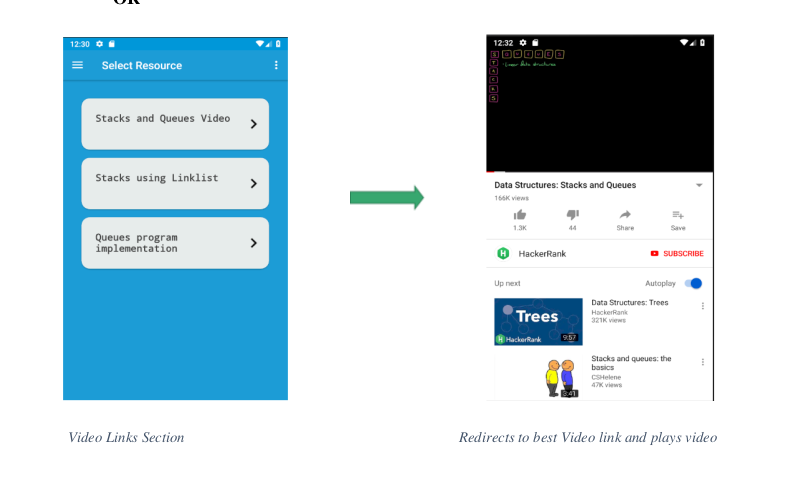 OR
12:30
Select Resource
Stacks and Queues Video
Stacks using Linklist
Queues program
implementation
Video Links Section
12:32
S Q U E U E S
T
A
C
K
S
Linear data structures
Data Structures: Stacks and Queues
166K views
1.3K
44
Share
Save
H
HackerRank
SUBSCRIBE
Up next
Autoplay
Trees
H HackerRank
9:57
Data Structures: Trees
HackerRank
321K views
3:41
Stacks and queues: the
basics
CSHelene
47K views
Redirects to best Video link and plays video